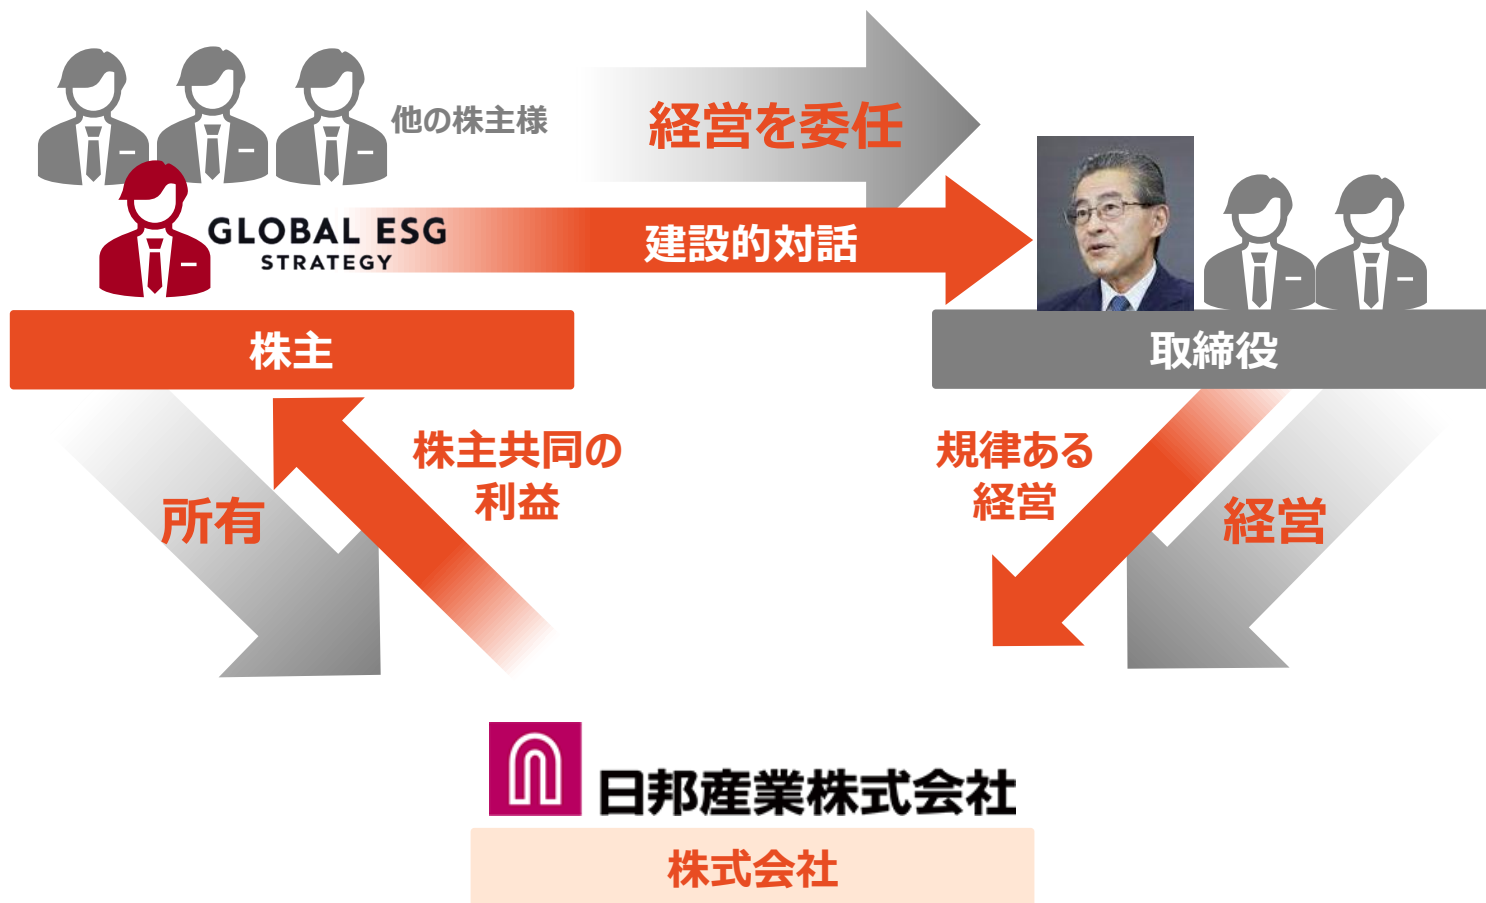 他の株主様
経営を委任
GLOBAL ESG
STRATEGY
建設的対話
株主
取締役
株主共同の
利益
規律ある
経営
所有
経営
日邦産業株式会社
株式会社